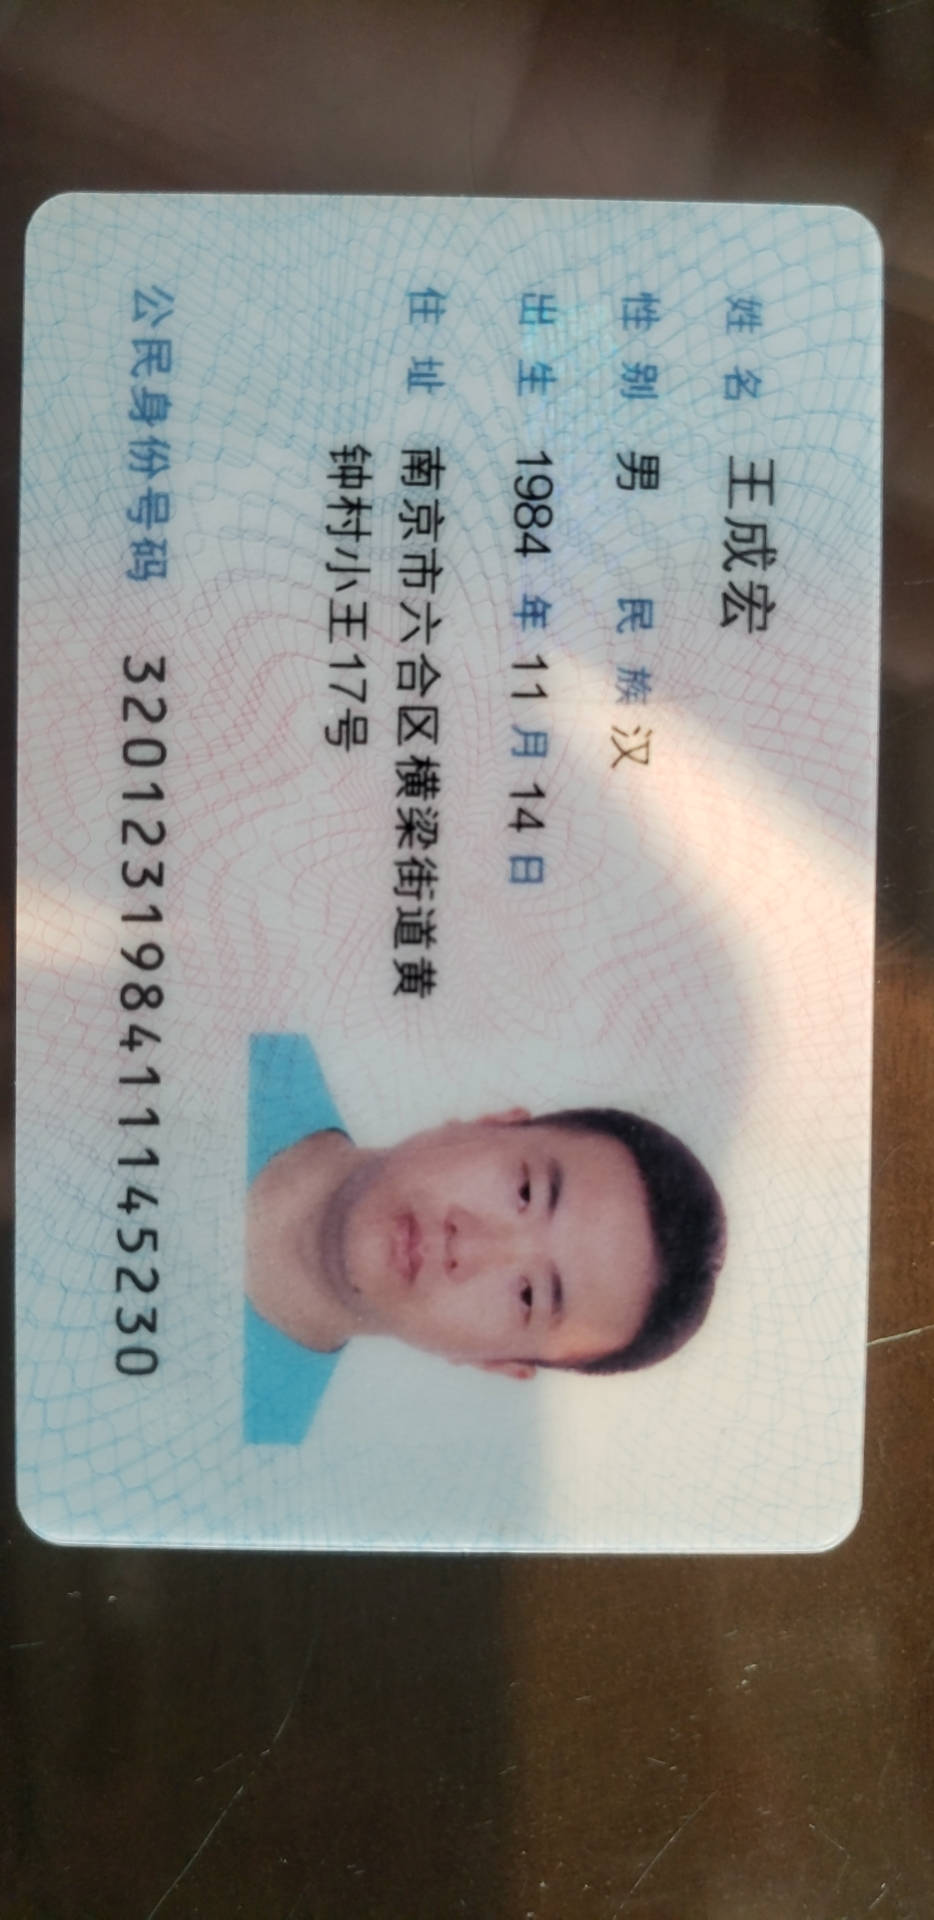 姓名 王成宏
性别 男 民族 汉
出生 1984 年 11 月 14 日
住址 南京市六合区横梁街道黄
钟村小王17号
公民身份号码 320123198411145230